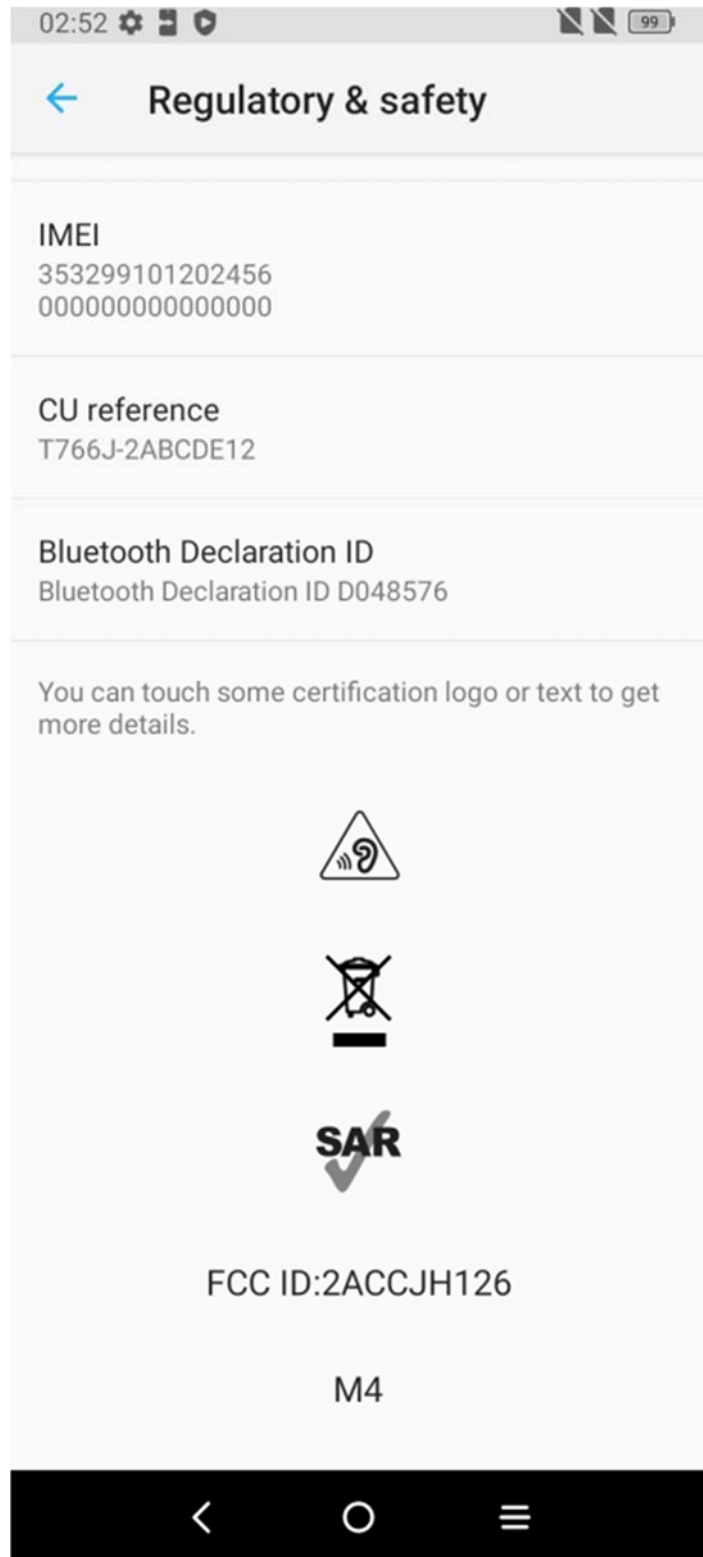 02:52
99
Regulatory & safety
IMEI
353299101202456
000000000000000
CU reference
T766J-2ABCDE12
Bluetooth Declaration ID
Bluetooth Declaration ID D048576
You can touch some certification logo or text to get
more details.
SAR
FCC ID:2ACCJH126
M4